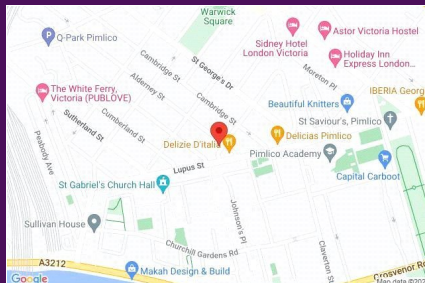 Warwick
Square
Astor Victoria Hostel
Q-Park Pimlico
Sidney Hotel
London Victoria
St George's Dr
Cambridge St
Holiday Inn
Express London...
Moreton Pl
Alderney St
The White Ferry,
Victoria (PUBLOVE)
IBERIA Georg
Cambridge St
Beautiful Knitters
Sutherland St
Cumberland St
St Saviour's, Pimlico
Peabody Ave
Delizie D'italia
Delicias Pimlico
Pimlico Academy
Lupus St
St Gabriel's Church Hall
Capital Carboot
Johnson's Pl
Sullivan House
Churchill Gardens Rd
Claverton St
A3212
Makah Design & Build
Grosvenor Rd
Google
Map data ©202